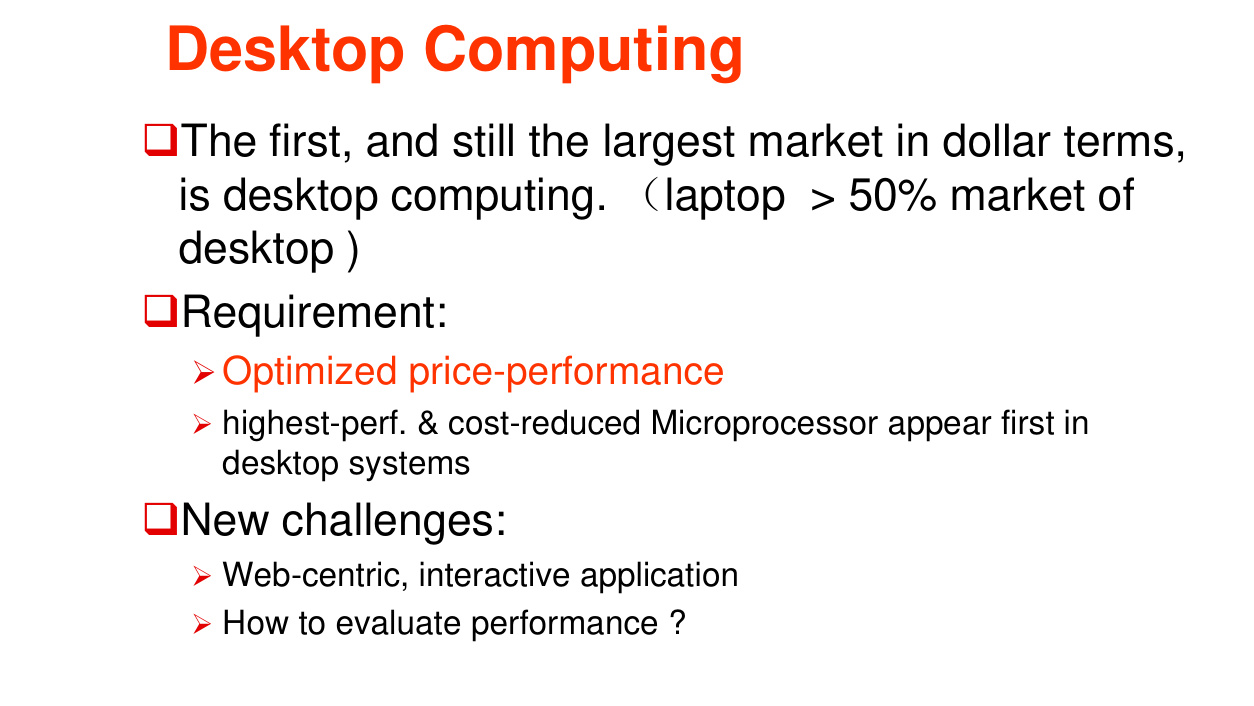 Desktop Computing
❑The first, and still the largest market in dollar terms,
is desktop computing. （laptop > 50% market of
desktop )
❑Requirement:
➢Optimized price-performance
➢highest-perf. & cost-reduced Microprocessor appear first in
desktop systems
❑New challenges:
➢Web-centric, interactive application
➢How to evaluate performance ?